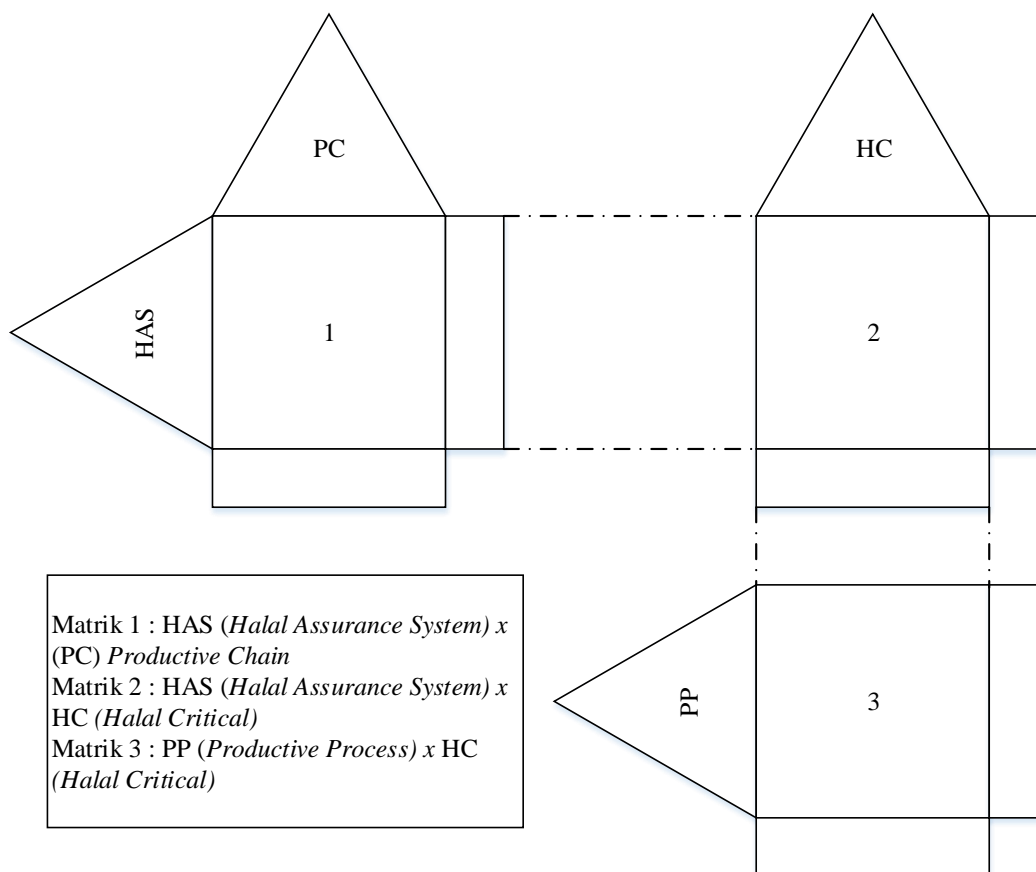 PC
HC
HAS
1
2
Matrik 1 : HAS (Halal Assurance System) x
(PC) Productive Chain
Matrik 2 : HAS (Halal Assurance System) x
HC (Halal Critical)
Matrik 3 : PP (Productive Process) x HC
(Halal Critical)
PP
3